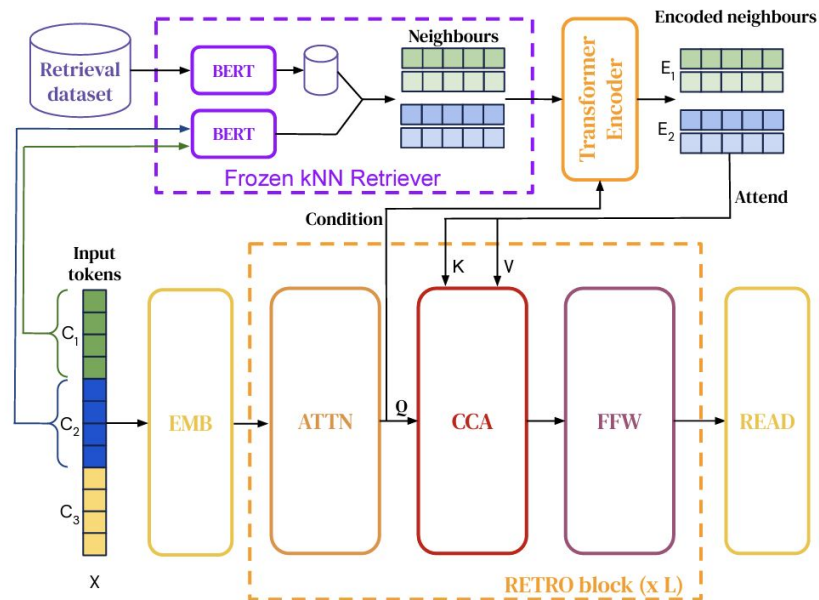 Retrieval
dataset
BERT
BERT
Frozen kNN Retriever
Neighbours
Transformer
Encoder
Encoded neighbours
E1
E2
Condition
Attend
Input
tokens
C1
C2
C3
X
EMB
ATTN
Q
K
V
CCA
FFW
READ
RETRO block (x L)